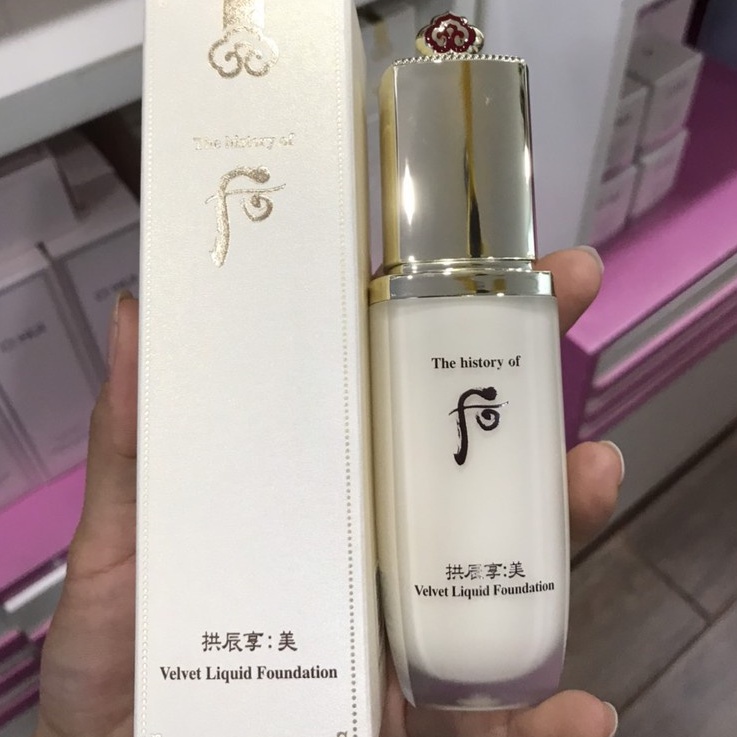 The history of
后
拱辰享:美
Velvet Liquid Foundation
The history of
后
拱辰享:美
Velvet Liquid Foundation